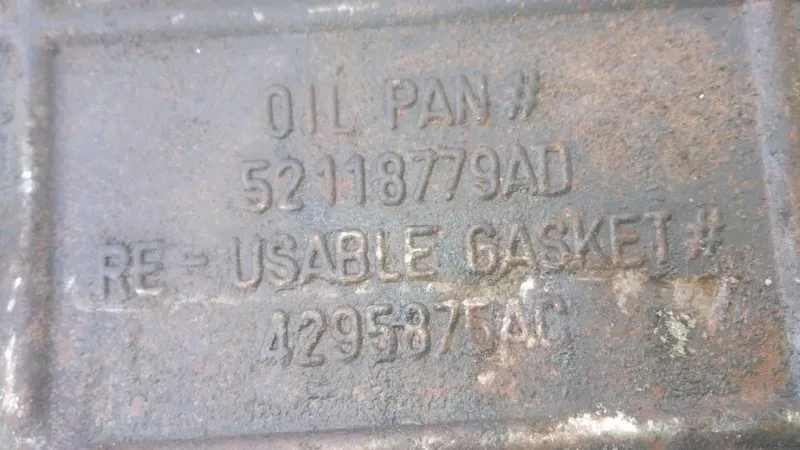 OIL PAN#
52118779AD
RE-USABLE GASKET#
4295875AC